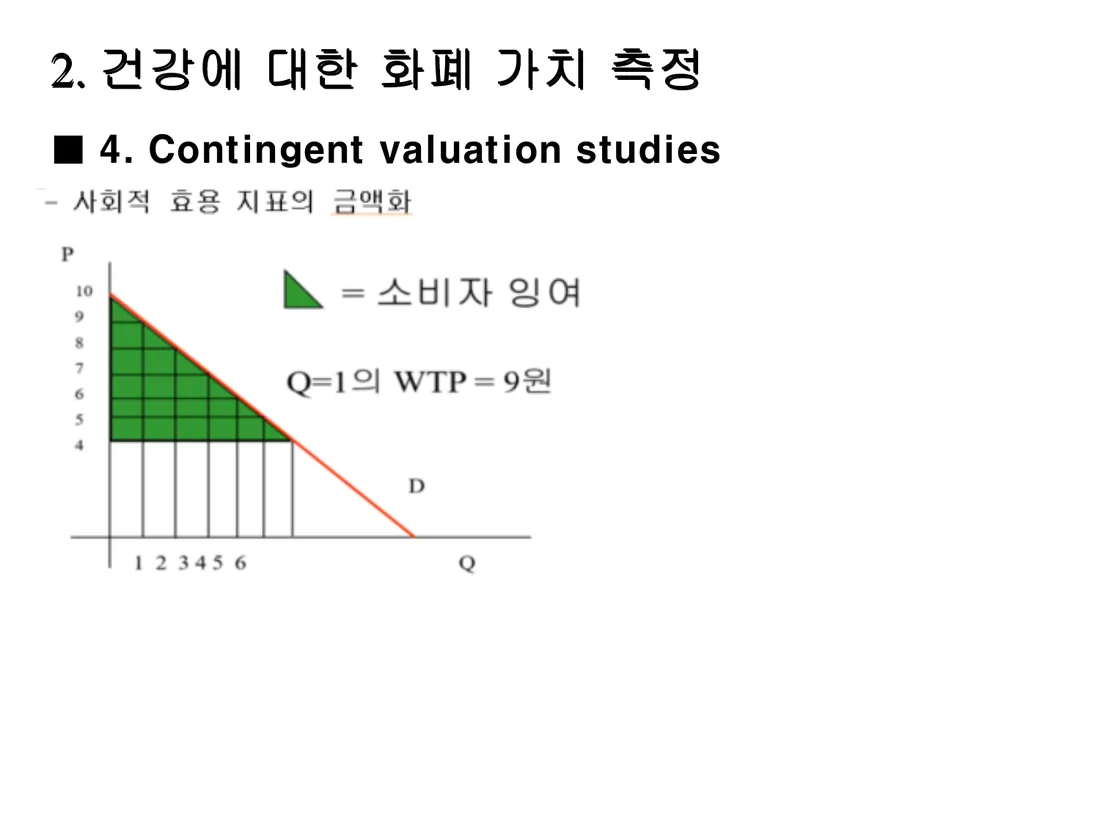 2. 건강에 대한 화폐 가치 측정
■ 4. Contingent valuation studies
– 사회적 효용 지표의 금액화
P
10
9
8
7
6
5
4
= 소비자 잉여
Q=1의 WTP = 9원
D
1 2 3 4 5 6
Q